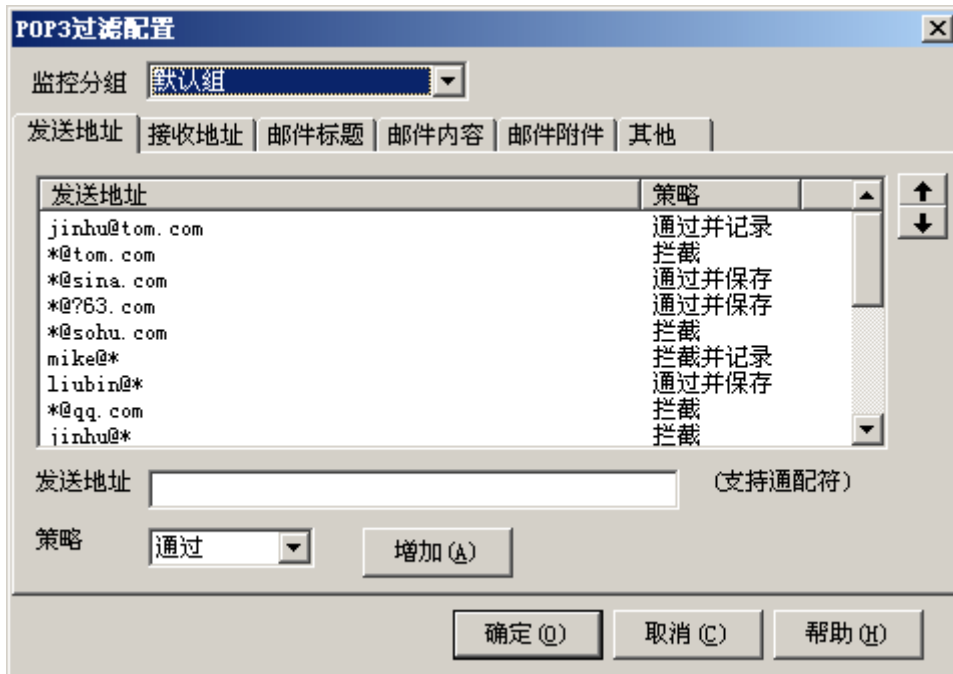 POP3过滤配置
监控分组 默认组
发送地址 接收地址 邮件标题 邮件内容 邮件附件 其他
发送地址 策略
jinhu@tom.com 通过并记录
*@tom.com 拦截
*@sina.com 通过并保存
*@?63.com 通过并保存
*@sohu.com 拦截
mike@* 拦截并记录
liubin@* 通过并保存
*@qq.com 拦截
jinhu@* 拦截
发送地址 (支持通配符)
策略 通过 增加(A)
确定(O) 取消(C) 帮助(H)